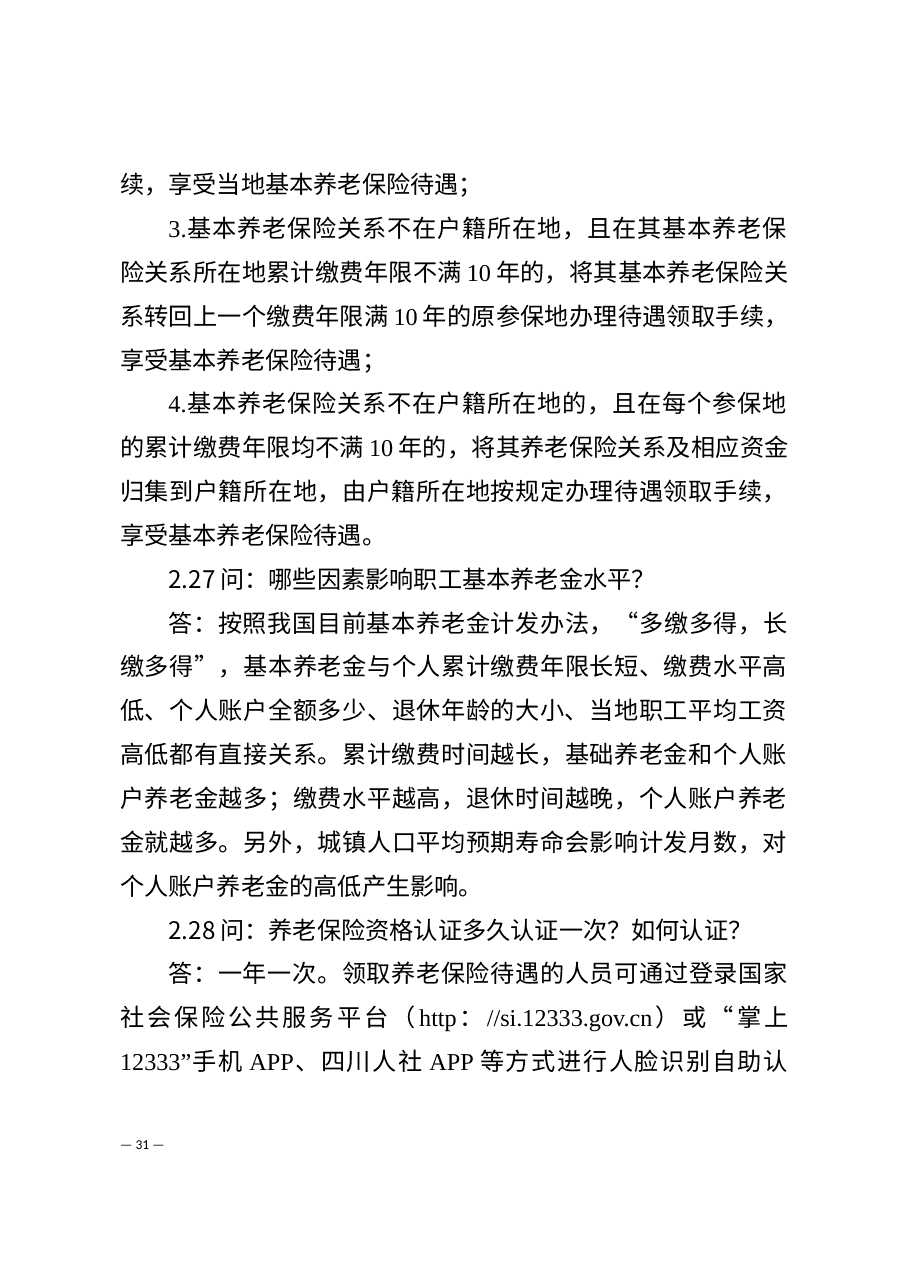 续，享受当地基本养老保险待遇；
3.基本养老保险关系不在户籍所在地，且在其基本养老保
险关系所在地累计缴费年限不满 10 年的，将其基本养老保险关
系转回上一个缴费年限满 10 年的原参保地办理待遇领取手续，
享受基本养老保险待遇；
4.基本养老保险关系不在户籍所在地的，且在每个参保地
的累计缴费年限均不满 10 年的，将其养老保险关系及相应资金
归集到户籍所在地，由户籍所在地按规定办理待遇领取手续，
享受基本养老保险待遇。
2.27 问：哪些因素影响职工基本养老金水平？
答：按照我国目前基本养老金计发办法，“多缴多得，长
缴多得”，基本养老金与个人累计缴费年限长短、缴费水平高
低、个人账户全额多少、退休年龄的大小、当地职工平均工资
高低都有直接关系。累计缴费时间越长，基础养老金和个人账
户养老金越多；缴费水平越高，退休时间越晚，个人账户养老
金就越多。另外，城镇人口平均预期寿命会影响计发月数，对
个人账户养老金的高低产生影响。
2.28 问：养老保险资格认证多久认证一次？如何认证？
答：一年一次。领取养老保险待遇的人员可通过登录国家
社会保险公共服务平台（http：//si.12333.gov.cn）或“掌上
12333”手机 APP、四川人社 APP 等方式进行人脸识别自助认
— 31 —